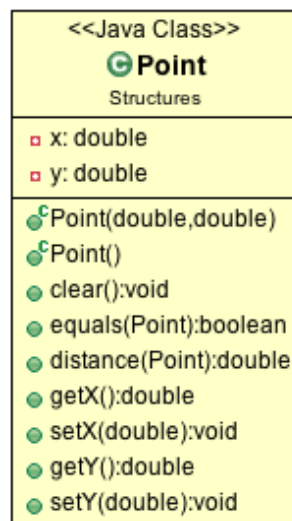 <<Java Class>>
Point
Structures
x: double
y: double
Point(double,double)
Point()
clear():void
equals(Point):boolean
distance(Point):double
getX():double
setX(double):void
getY():double
setY(double):void